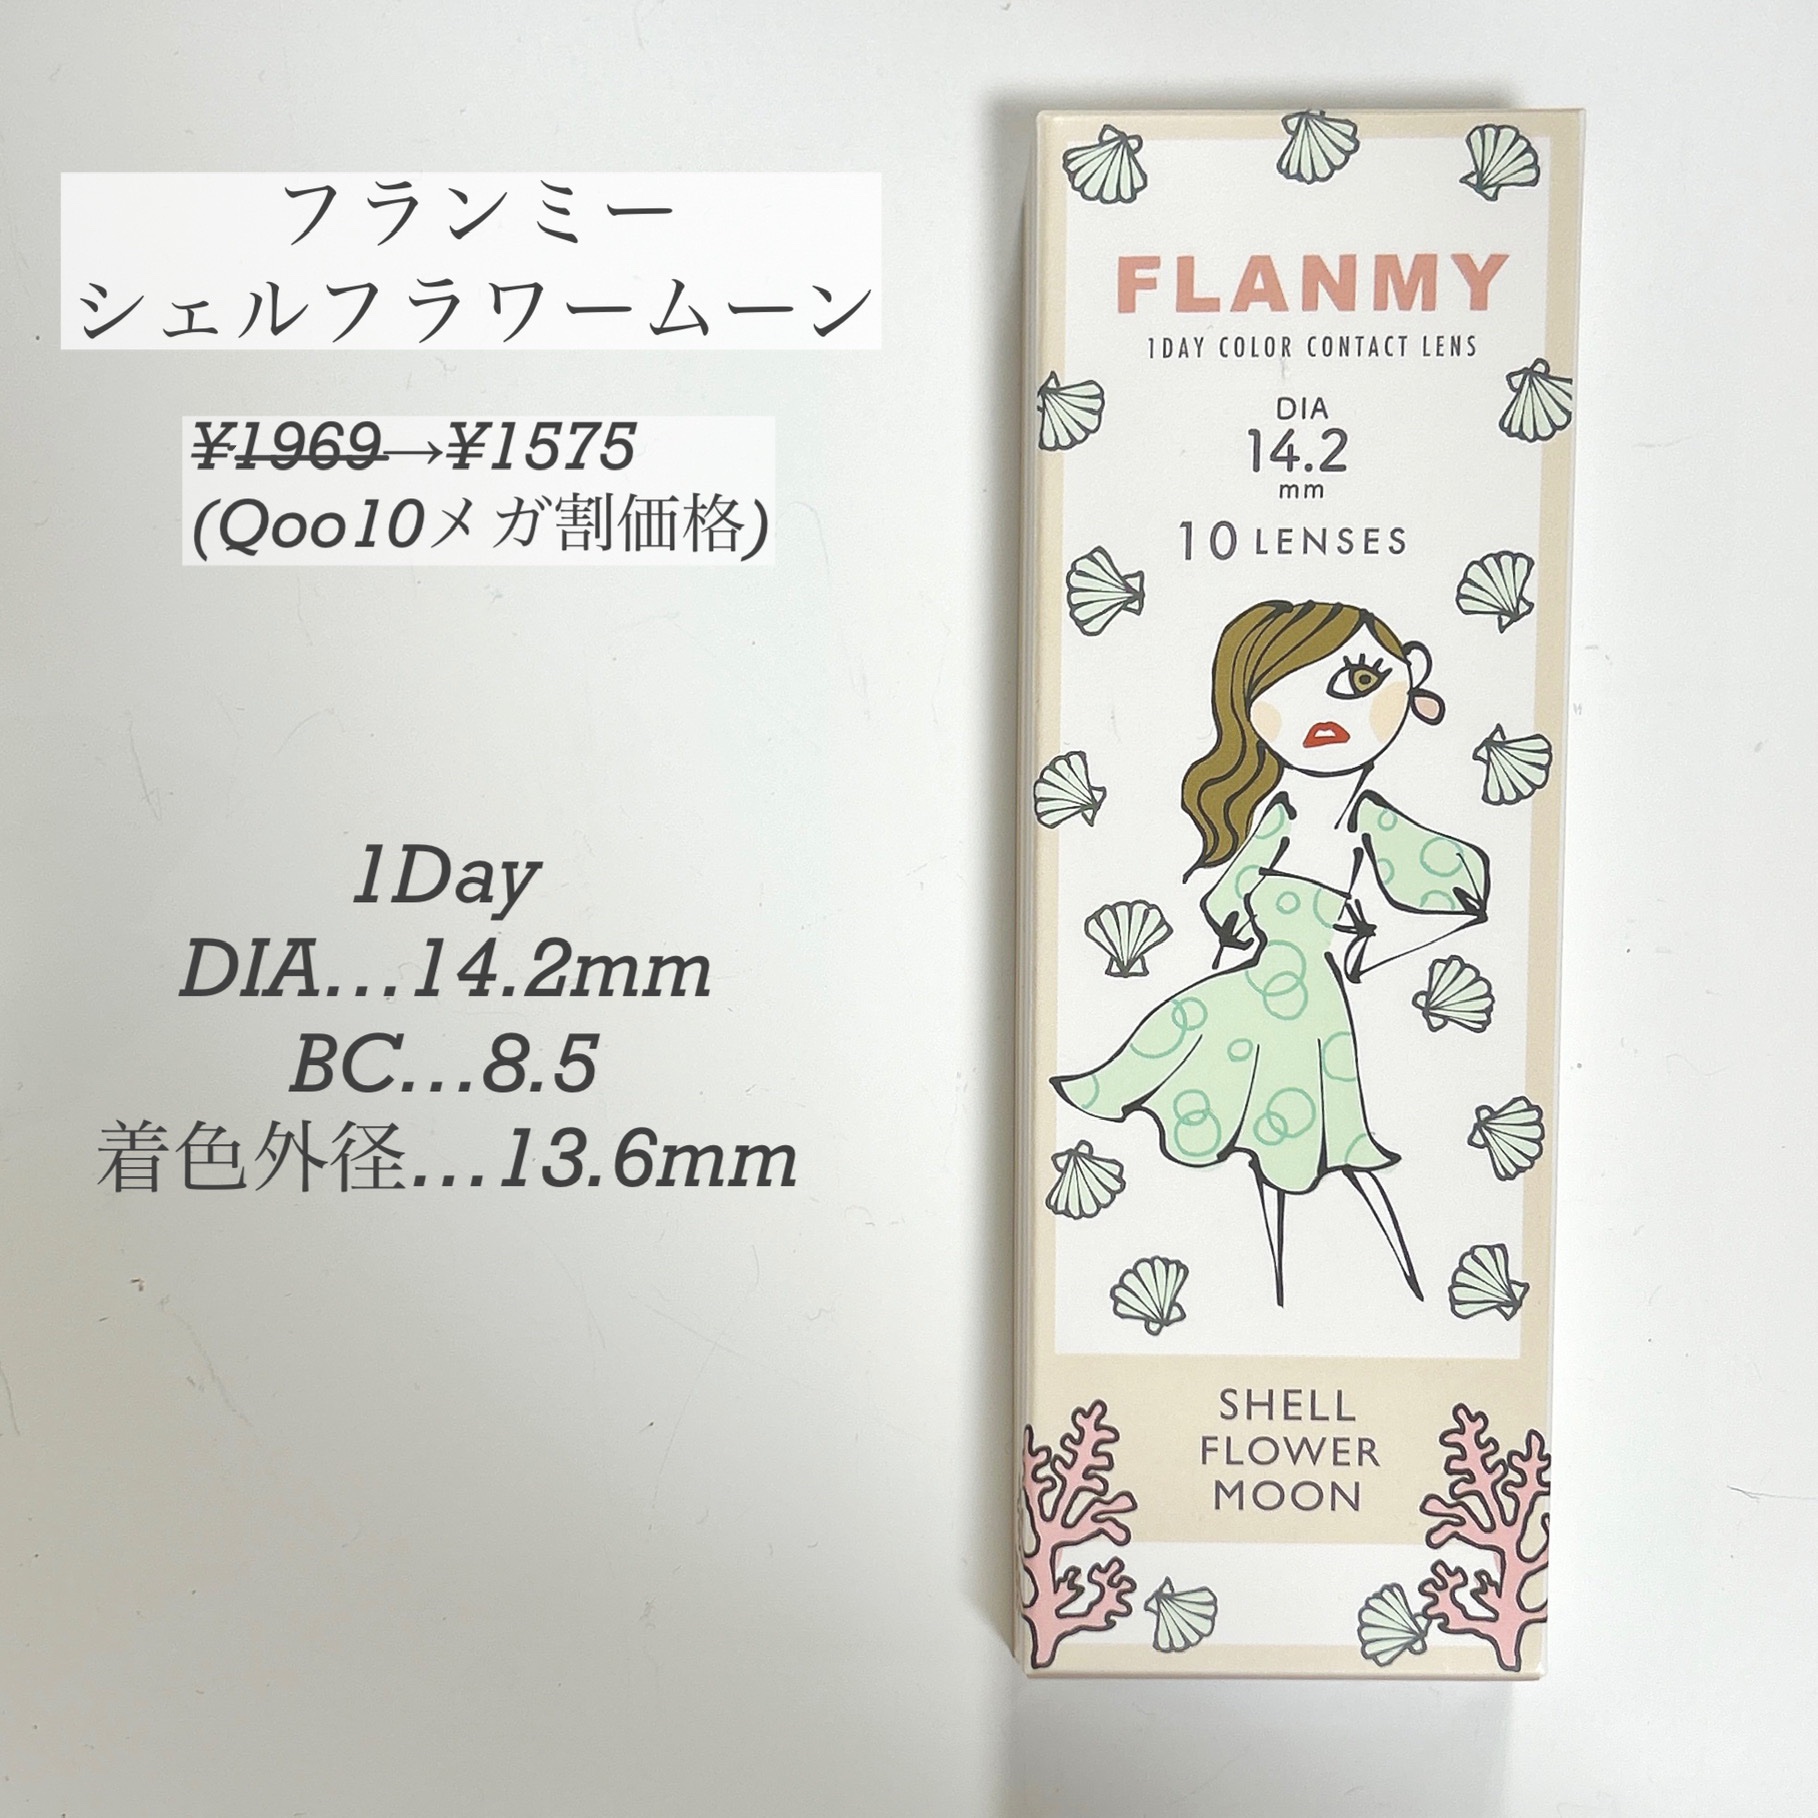 フランミー
シェルフラワームーン
¥1969→¥1575
(Qoo10メガ割価格)
1Day
DIA...14.2mm
BC...8.5
着色外径...13.6mm
FLANMY
1DAY COLOR CONTACT LENS
DIA
14.2
mm
10 LENSES
SHELL
FLOWER
MOON